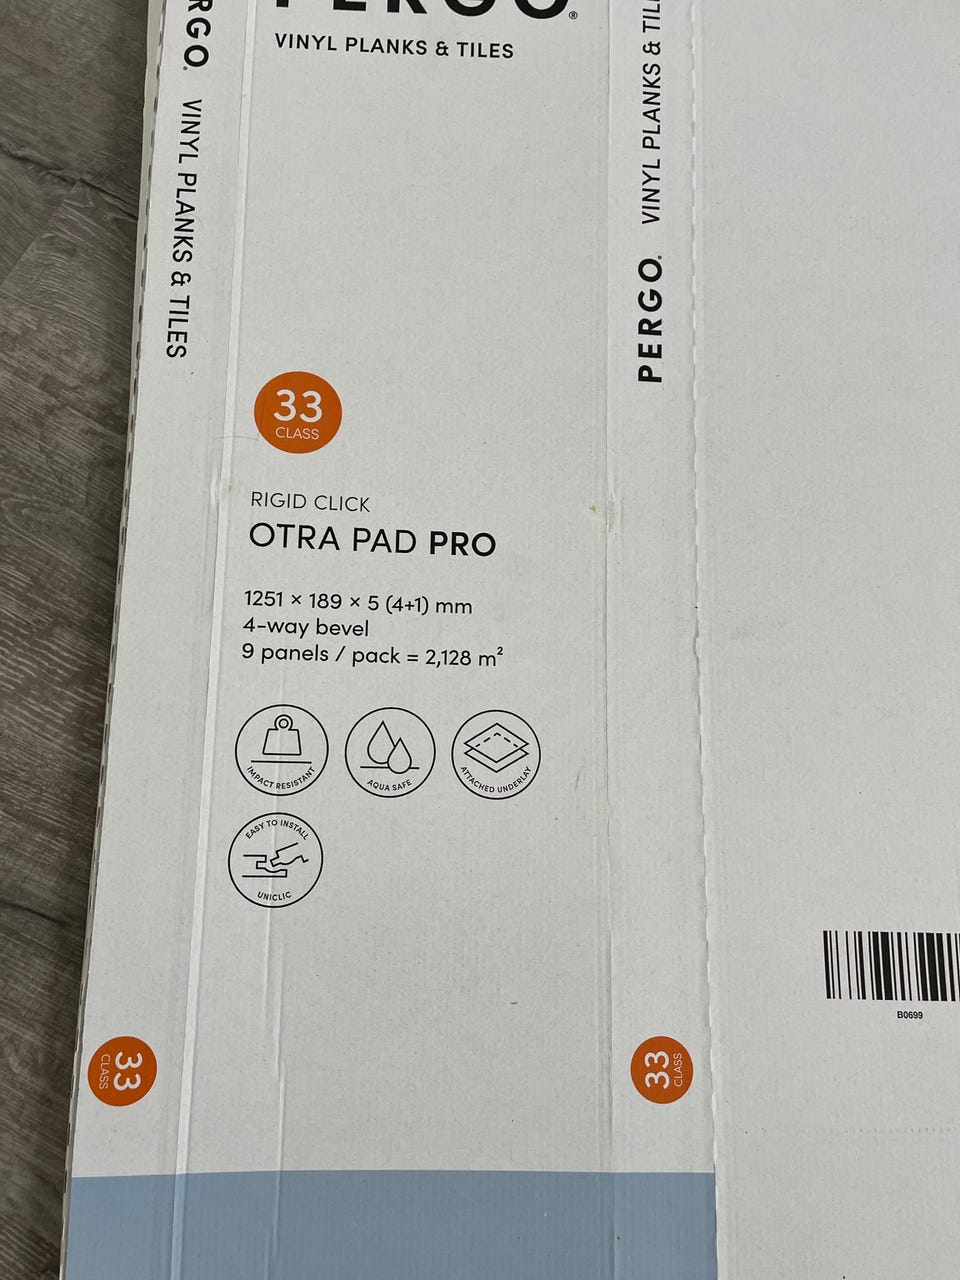 PERGO®
VINYL PLANKS & TILES
RGO. VINYL PLANKS & TILES
PERGO. VINYL PLANKS & TIL
33
CLASS
RIGID CLICK
OTRA PAD PRO
1251 × 189 × 5 (4+1) mm
4-way bevel
9 panels / pack = 2,128 m²
IMPACT RESISTANT
AQUA SAFE
ATTACHED UNDERLAY
EASY TO INSTALL
UNICLIC
B0699
33
CLASS
33
CLASS